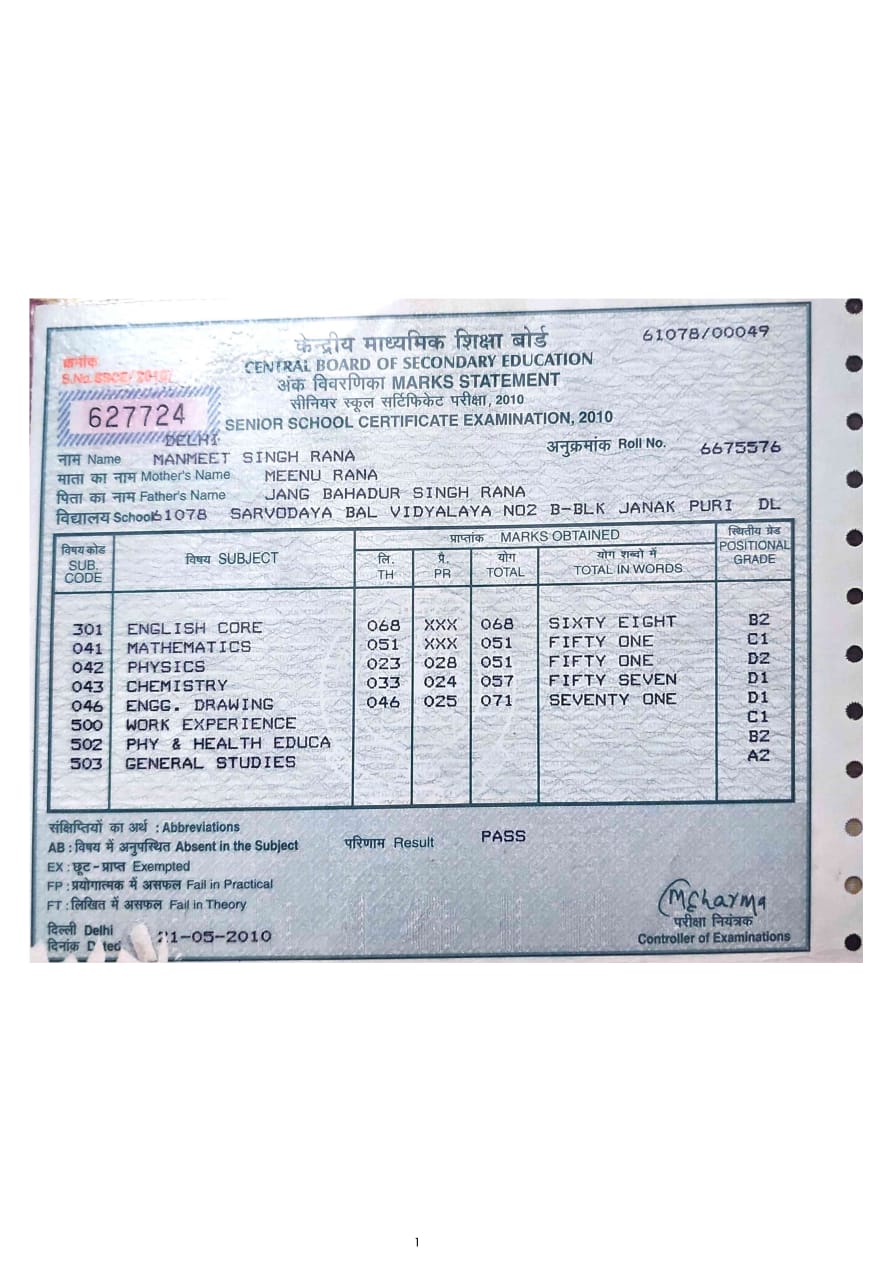 61078/00049
केन्द्रीय माध्यमिक शिक्षा बोर्ड
CENTRAL BOARD OF SECONDARY EDUCATION
क्रमांक
S.No. SSCE/2010/
अंक विवरणिका MARKS STATEMENT
सीनियर स्कूल सर्टिफिकेट परीक्षा, 2010
627724
SENIOR SCHOOL CERTIFICATE EXAMINATION, 2010
DELHI
अनुक्रमांक Roll No. 6675576
नाम Name MANMEET SINGH RANA
माता का नाम Mother's Name MEENU RANA
पिता का नाम Father's Name JANG BAHADUR SINGH RANA
विद्यालय School 61078 SARVODAYA BAL VIDYALAYA NO2 B-BLK JANAK PURI DL
विषय कोड SUB. CODE विषय SUBJECT प्राप्तांक MARKS OBTAINED स्थितीय ग्रेड POSITIONAL GRADE
लि. TH प्रै. PR योग TOTAL योग शब्दो में TOTAL IN WORDS
301 ENGLISH CORE 068 XXX 068 SIXTY EIGHT B2
041 MATHEMATICS 051 XXX 051 FIFTY ONE C1
042 PHYSICS 023 028 051 FIFTY ONE D2
043 CHEMISTRY 033 024 057 FIFTY SEVEN D1
046 ENGG. DRAWING 046 025 071 SEVENTY ONE D1
500 WORK EXPERIENCE C1
502 PHY & HEALTH EDUCA B2
503 GENERAL STUDIES A2
संक्षिप्तियों का अर्थ : Abbreviations
AB : विषय में अनुपस्थित Absent in the Subject
परिणाम Result PASS
EX : छूट-प्राप्त Exempted
FP : प्रयोगात्मक में असफल Fail in Practical
FT : लिखित में असफल Fail in Theory
दिल्ली Delhi
दिनांक 21-05-2010
परीक्षा नियंत्रक
Controller of Examinations
1